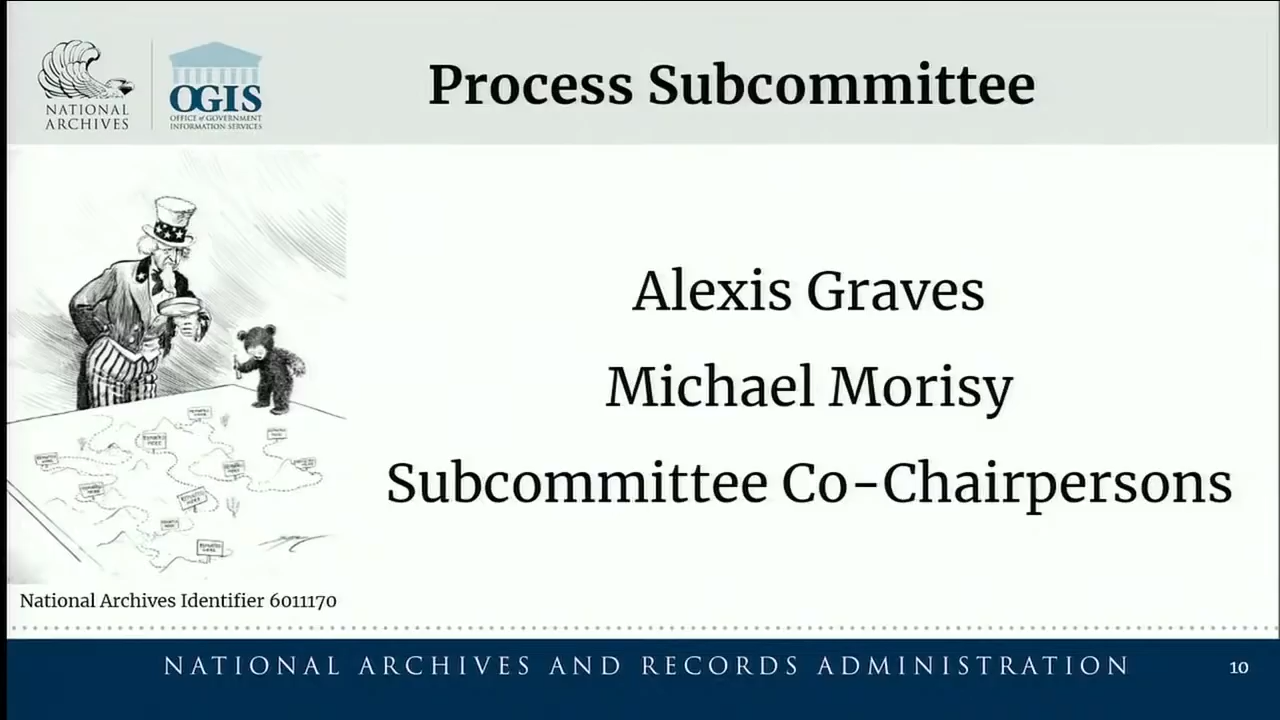 Process Subcommittee
NATIONAL
ARCHIVES
OGIS
OFFICE of GOVERNMENT
INFORMATION SERVICES
Alexis Graves
Michael Morisy
Subcommittee Co-Chairpersons
National Archives Identifier 6011170
NATIONAL ARCHIVES AND RECORDS ADMINISTRATION
10